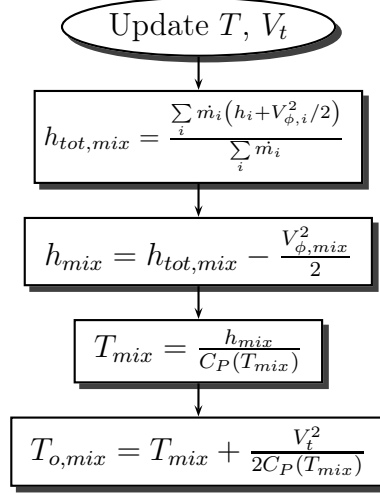 Update $T$, $V_t$
$h_{tot,mix} = \frac{\sum_i \dot{m}_i \left(h_i + V_{\phi,i}^2/2\right)}{\sum_i \dot{m}_i}$
$h_{mix} = h_{tot,mix} - \frac{V_{\phi,mix}^2}{2}$
$T_{mix} = \frac{h_{mix}}{C_P(T_{mix})}$
$T_{o,mix} = T_{mix} + \frac{V_t^2}{2C_P(T_{mix})}$